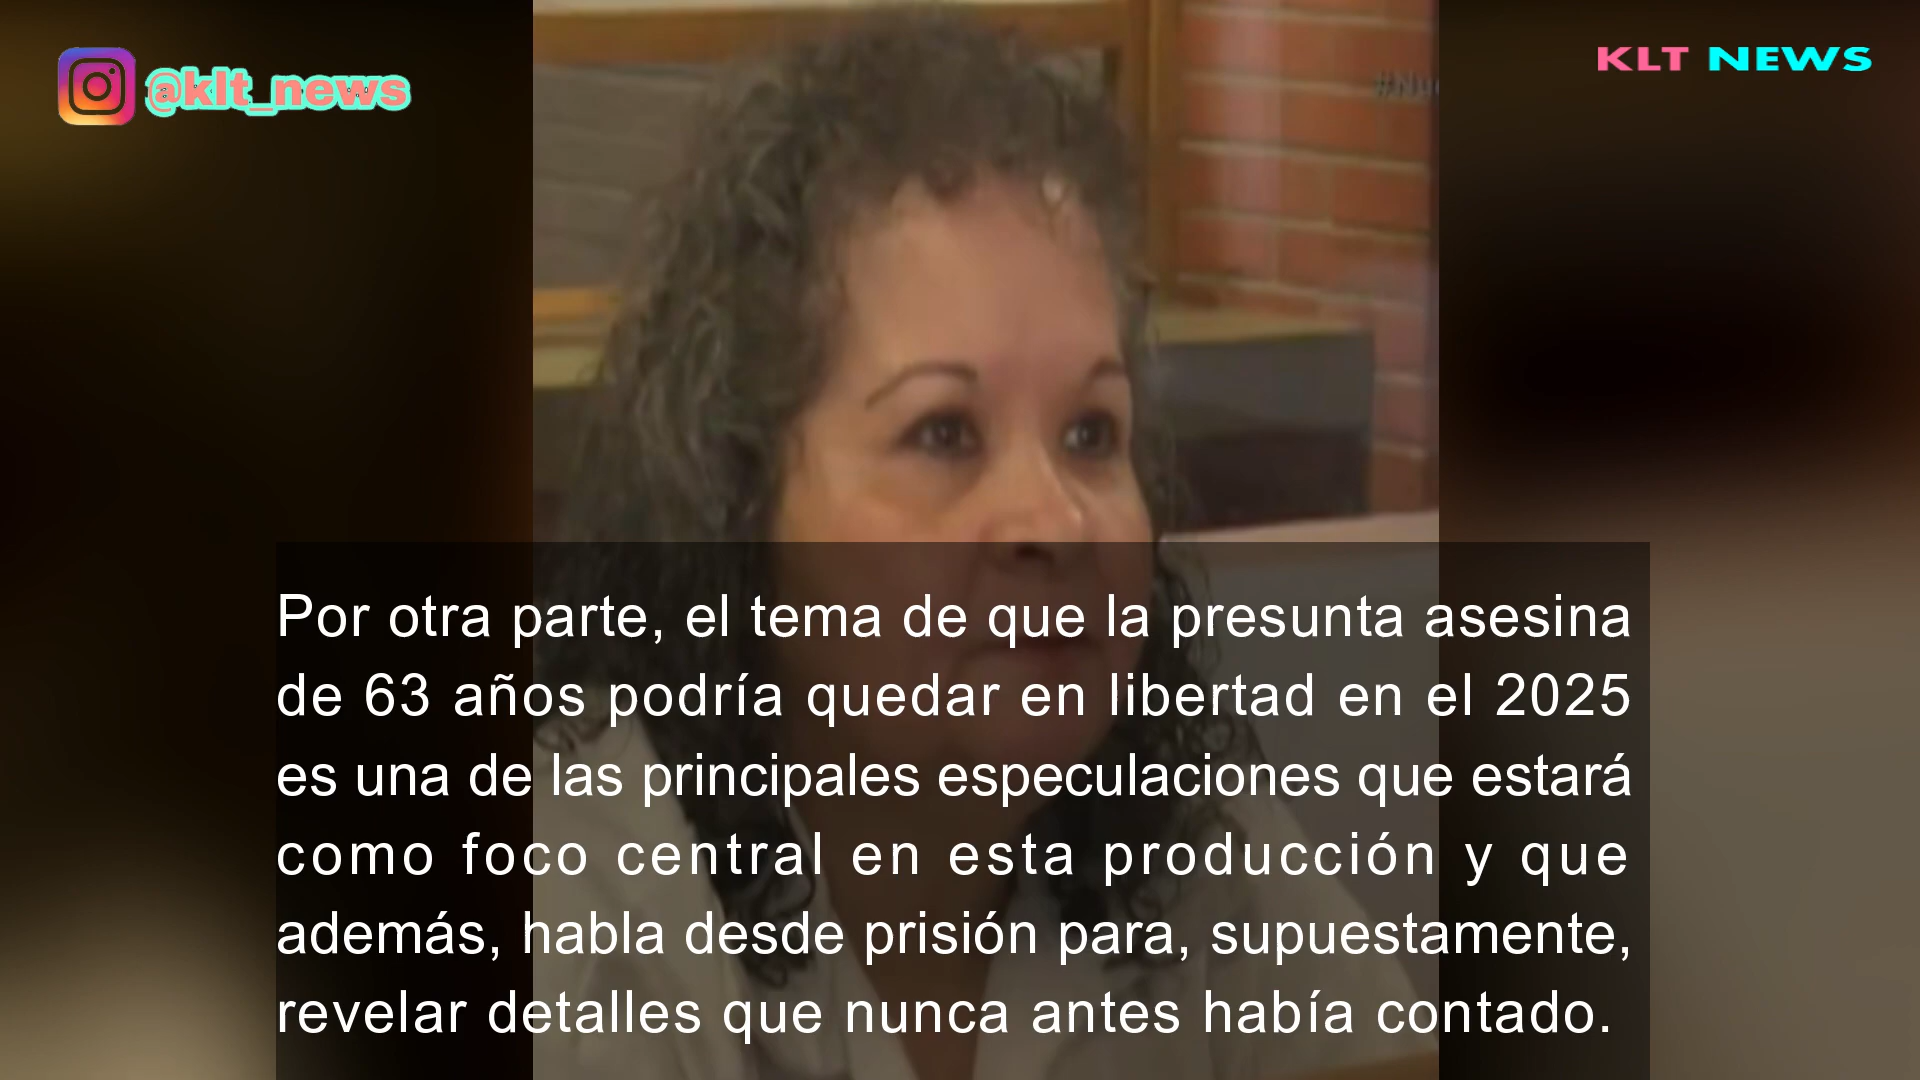 @klt_news
KLT NEWS
Por otra parte, el tema de que la presunta asesina
de 63 años podría quedar en libertad en el 2025
es una de las principales especulaciones que estará
como foco central en esta producción y que
además, habla desde prisión para, supuestamente,
revelar detalles que nunca antes había contado.